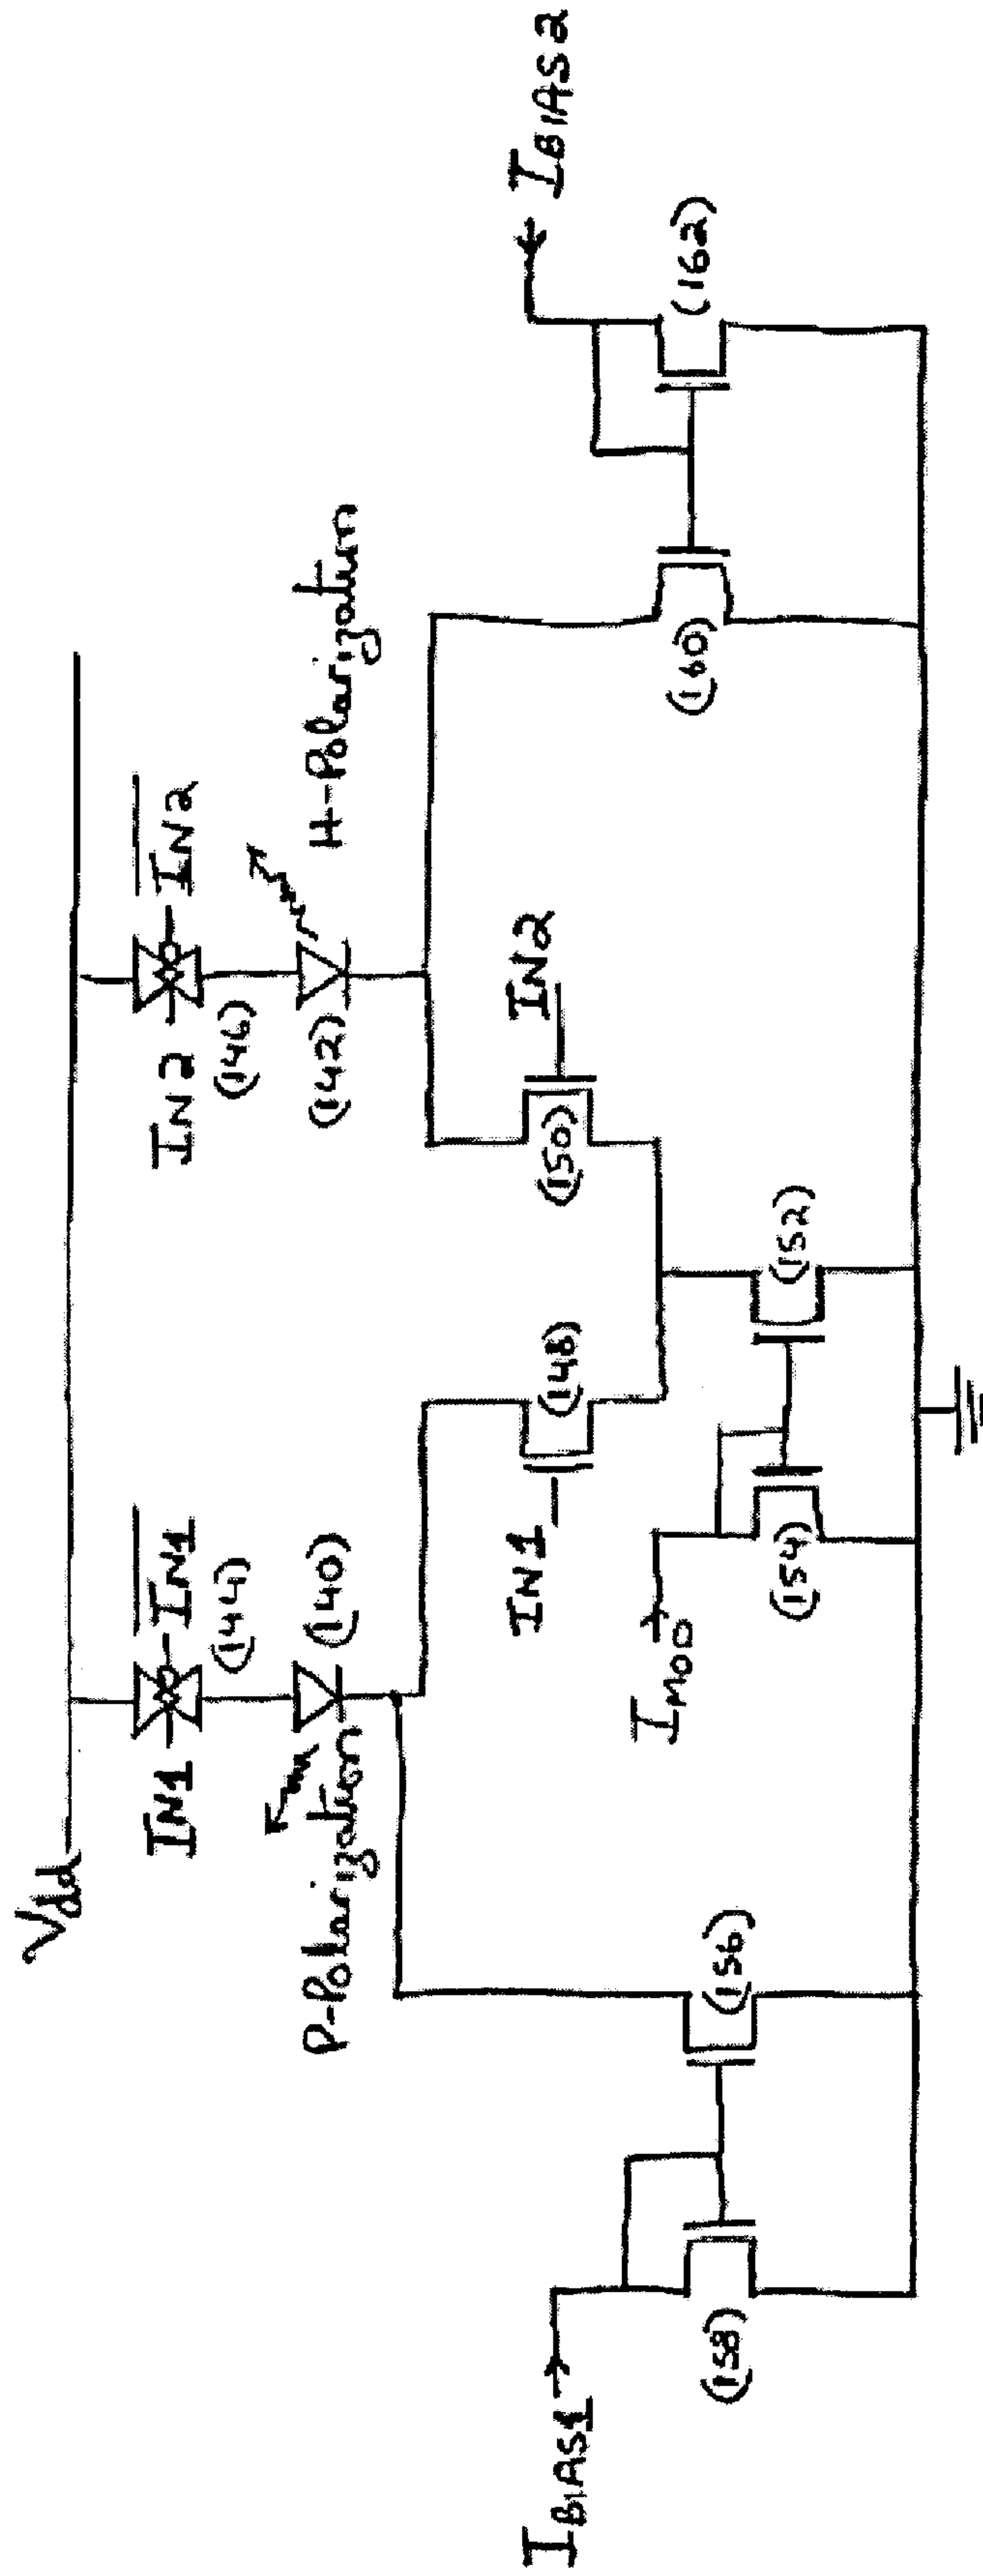 Vdd
IN1
IN1
(144)
IN2
IN2
(146)
P-Polarization
(140)
(142)
H-Polarization
IBIAS1
IN1
(148)
(150)
IN2
IBIAS2
IMOD
(158)
(156)
(154)
(152)
(160)
(162)